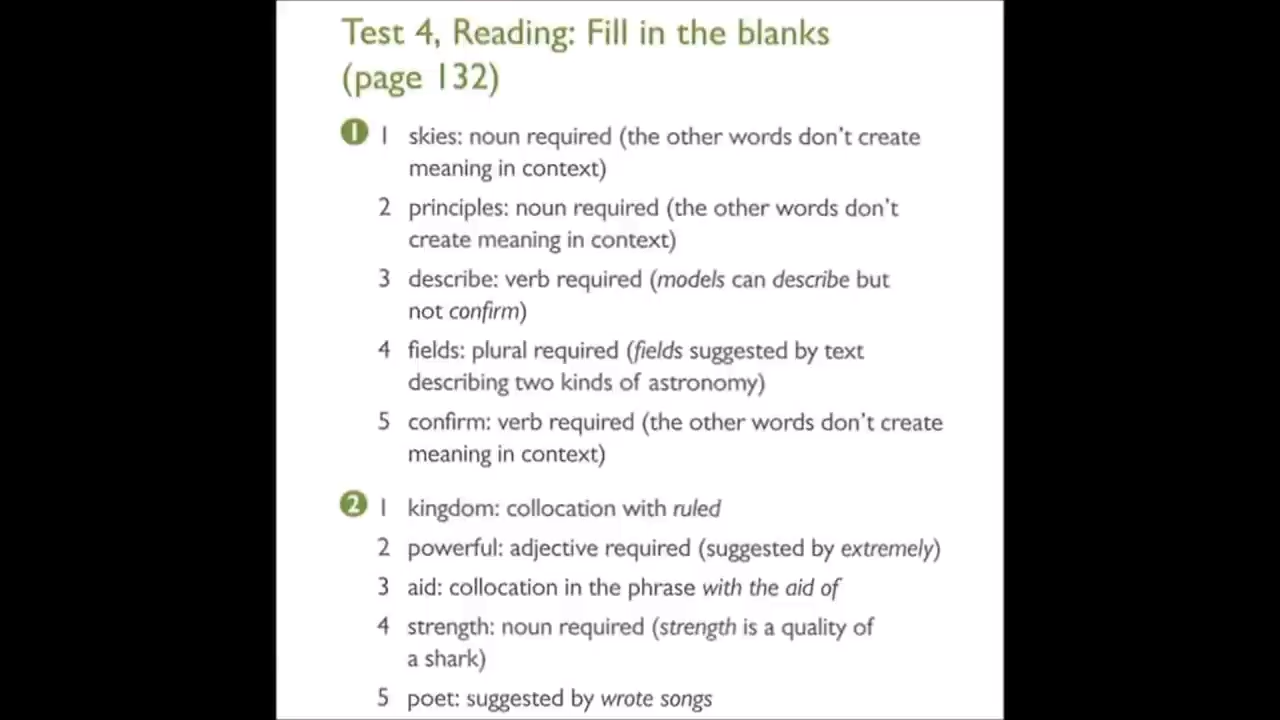 Test 4, Reading: Fill in the blanks
(page 132)
1 1 skies: noun required (the other words don't create
meaning in context)
2 principles: noun required (the other words don't
create meaning in context)
3 describe: verb required (models can describe but
not confirm)
4 fields: plural required (fields suggested by text
describing two kinds of astronomy)
5 confirm: verb required (the other words don't create
meaning in context)
2 1 kingdom: collocation with ruled
2 powerful: adjective required (suggested by extremely)
3 aid: collocation in the phrase with the aid of
4 strength: noun required (strength is a quality of
a shark)
5 poet: suggested by wrote songs